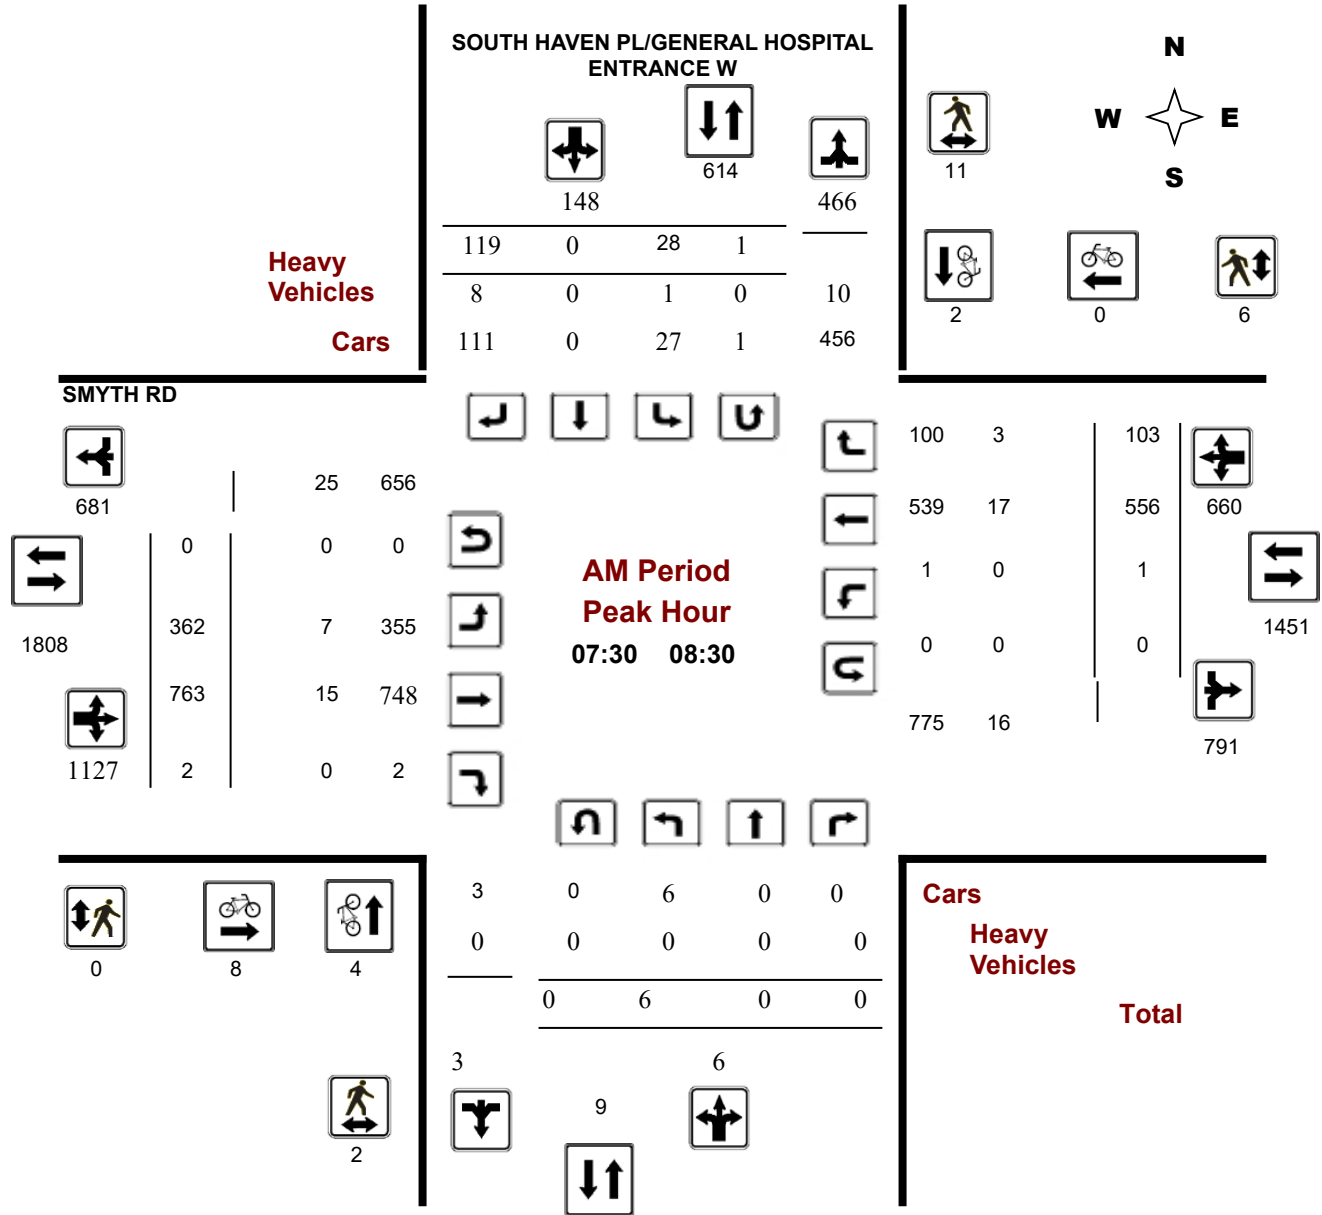 SOUTH HAVEN PL/GENERAL HOSPITAL
ENTRANCE W
N
W E
S
614
11
148
466
119 0 28 1
Heavy
Vehicles
8 0 1 0 10
2 0 6
Cars
111 0 27 1 456
SMYTH RD
100 3 103
681
25 656
539 17 556 660
0 0 0
AM Period
Peak Hour
07:30 08:30
1 0 1
1808
362 7 355
1451
0 0 0
763 15 748
775 16
791
1127
2 0 2
3 0 6 0 0
Cars
0 0 0 0 0
Heavy
Vehicles
0 8 4
0 6 0 0
Total
3 6
9
2